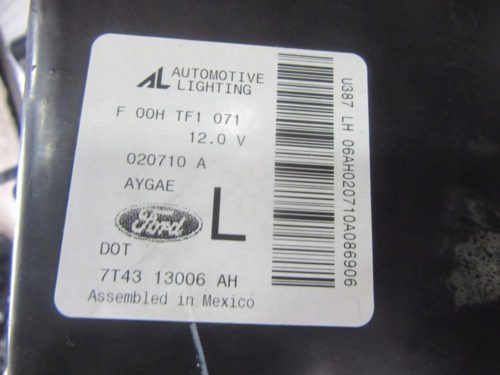 AL AUTOMOTIVE
LIGHTING
F 00H TF1 071
12.0 V
020710 A
AYGAE
Ford
L
DOT
7T43 13006 AH
Assembled in Mexico
U387 LH 06AH020710A086906